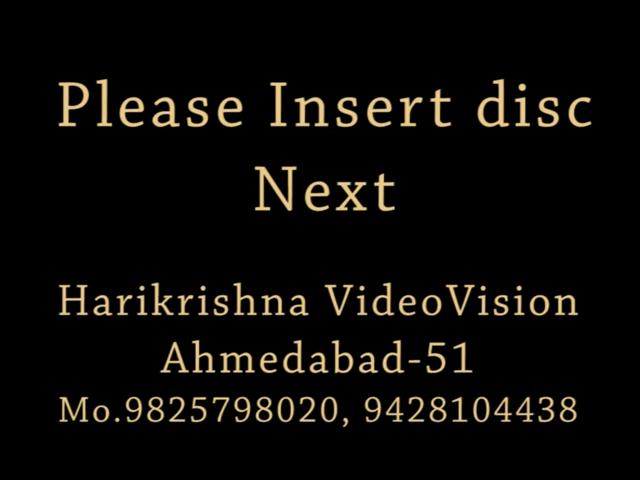 Please Insert disc
Next
Harikrishna VideoVision
Ahmedabad-51
Mo.9825798020, 9428104438